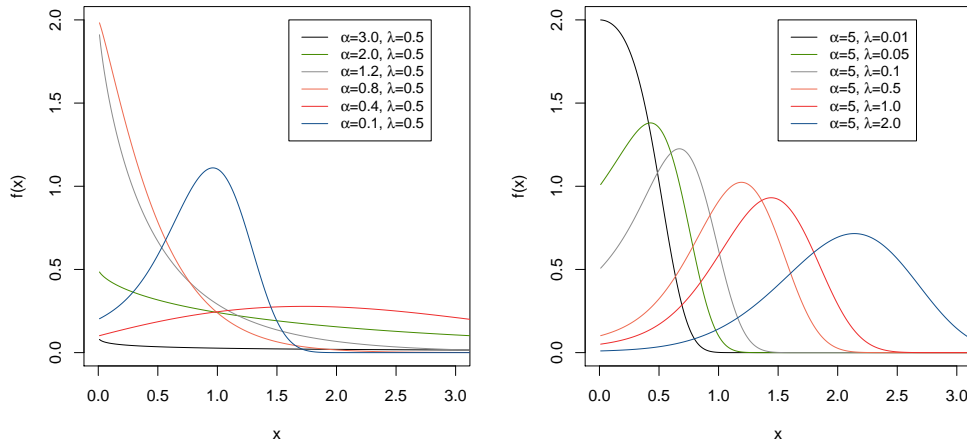 α=3.0, λ=0.5
α=2.0, λ=0.5
α=1.2, λ=0.5
α=0.8, λ=0.5
α=0.4, λ=0.5
α=0.1, λ=0.5
f(x)
0.0 0.5 1.0 1.5 2.0
0.0 0.5 1.0 1.5 2.0 2.5 3.0
x
α=5, λ=0.01
α=5, λ=0.05
α=5, λ=0.1
α=5, λ=0.5
α=5, λ=1.0
α=5, λ=2.0
f(x)
0.0 0.5 1.0 1.5 2.0
0.0 0.5 1.0 1.5 2.0 2.5 3.0
x